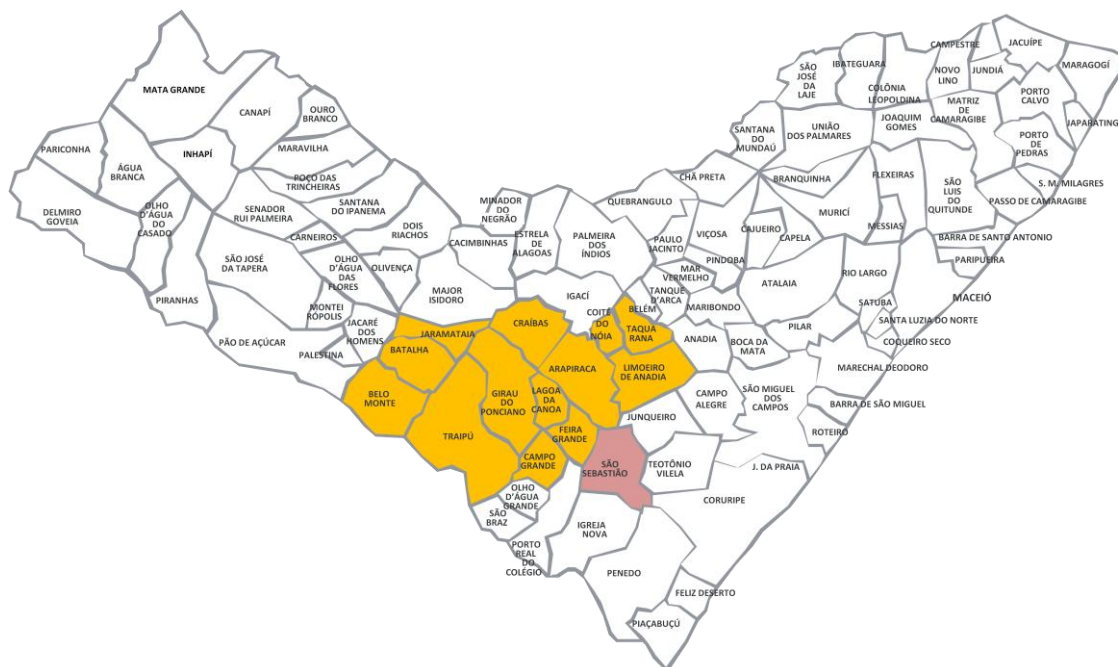 MATA GRANDE
CANAPÍ
OURO
BRANCO
PARICONHA
ÁGUA
BRANCA
INHAPÍ
MARAVILHA
POÇO DAS
TRINCHEIRAS
DELMIRO
GOVEIA
OLHO
D'ÁGUA
DO
CASADO
SENADOR
RUI PALMEIRA
SANTANA
DO IPANEMA
CARNEIROS
DOIS
RIACHOS
PIRANHAS
SÃO JOSÉ
DA TAPERA
OLHO
D'ÁGUA
DAS
FLORES
OLIVENÇA
MAJOR
ISIDORO
CACIMBINHAS
MINADOR
DO
NEGRÃO
ESTRELA
DE
ALAGOAS
PALMEIRA
DOS
ÍNDIOS
MONTEI
RÓPOLIS
JACARÉ
DOS
HOMENS
PÃO DE AÇÚCAR
PALESTINA
IGACÍ
QUEBRANGULO
CHÃ PRETA
PAULO
JACINTO
VIÇOSA
CAJUEIRO
CAPELA
PINDOBA
MAR
VERMELHO
TANQUE
D'ARCA
BELÉM
MARIBONDO
ATALAIA
SANTANA
DO
MUNDAÚ
SÃO
JOSÉ
DA LAJE
IBATEGUARA
UNIÃO
DOS PALMARES
BRANQUINHA
MURICÍ
COLÔNIA
LEOPOLDINA
CAMPESTRE
NOVO
LINO
JACUÍPE
JUNDIÁ
MARAGOGÍ
PORTO
CALVO
JAPARATING
MATRIZ
DE
CAMARAGIBE
JOAQUIM
GOMES
PORTO
DE
PEDRAS
FLEXEIRAS
SÃO
LUIS
DO
QUITUNDE
S. M. MILAGRES
PASSO DE CAMARAGIBE
MESSIAS
BARRA DE SANTO ANTONIO
PARIPUEIRA
RIO LARGO
MACEIÓ
SATUBA
SANTA LUZIA DO NORTE
COQUEIRO SECO
PILAR
MARECHAL DEODORO
JARAMATAIA
BATALHA
BELO
MONTE
TRAIPÚ
CRAÍBAS
COITÉ
DO
NÓIA
TAQUA
RANA
ARAPIRACA
LIMOEIRO
DE ANADIA
GIRAU
DO
PONCIANO
LAGOA
DA
CANOA
FEIRA
GRANDE
CAMPO
GRANDE
ANADIA
BOCA DA
MATA
CAMPO
ALEGRE
SÃO MIGUEL
DOS
CAMPOS
BARRA DE SÃO MIGUEL
ROTEIRO
JUNQUEIRO
SÃO
SEBASTIÃO
TEOTÔNIO
VILELA
J. DA PRAIA
CORURIPE
OLHO
D'ÁGUA
GRANDE
SÃO
BRAZ
PORTO
REAL
DO
COLÉGIO
IGREJA
NOVA
PENEDO
FELIZ DESERTO
PIAÇABUÇÚ